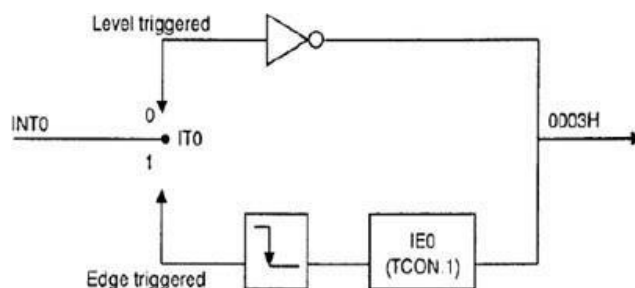 Level triggered
0
INT0
IT0
0003H
1
IE0
(TCON.1)
Edge triggered